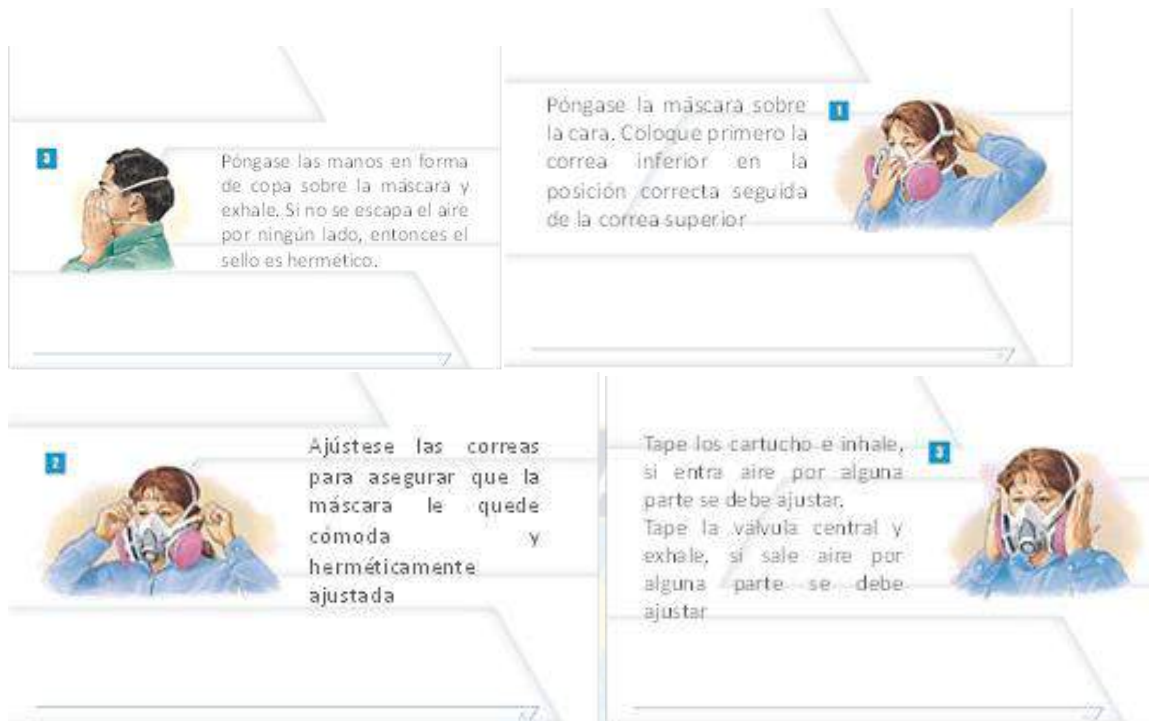 3
Póngase las manos en forma
de copa sobre la máscara y
exhale. Si no se escapa el aire
por ningún lado, entonces el
sello es hermético.
1
Póngase la máscara sobre
la cara. Coloque primero la
correa inferior en la
posición correcta seguida
de la correa superior
2
Ajústese las correas
para asegurar que la
máscara le quede
cómoda y
herméticamente
ajustada
3
Tape los cartucho e inhale,
si entra aire por alguna
parte se debe ajustar.
Tape la válvula central y
exhale, si sale aire por
alguna parte se debe
ajustar